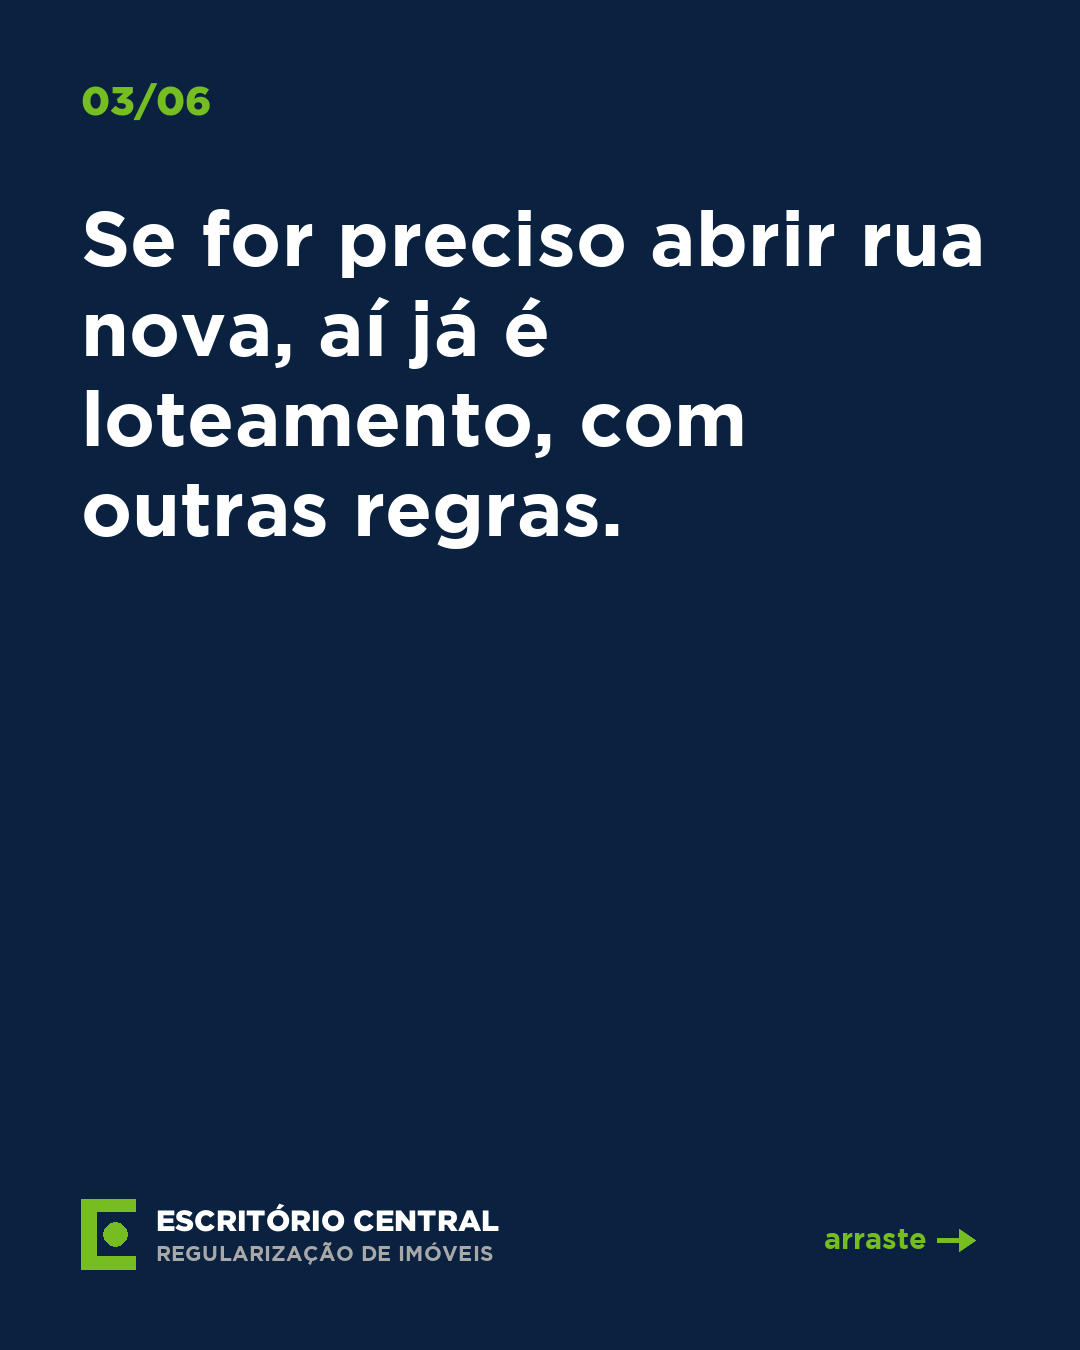 03/06
Se for preciso abrir rua
nova, aí já é
loteamento, com
outras regras.
ESCRITÓRIO CENTRAL
REGULARIZAÇÃO DE IMÓVEIS
arraste